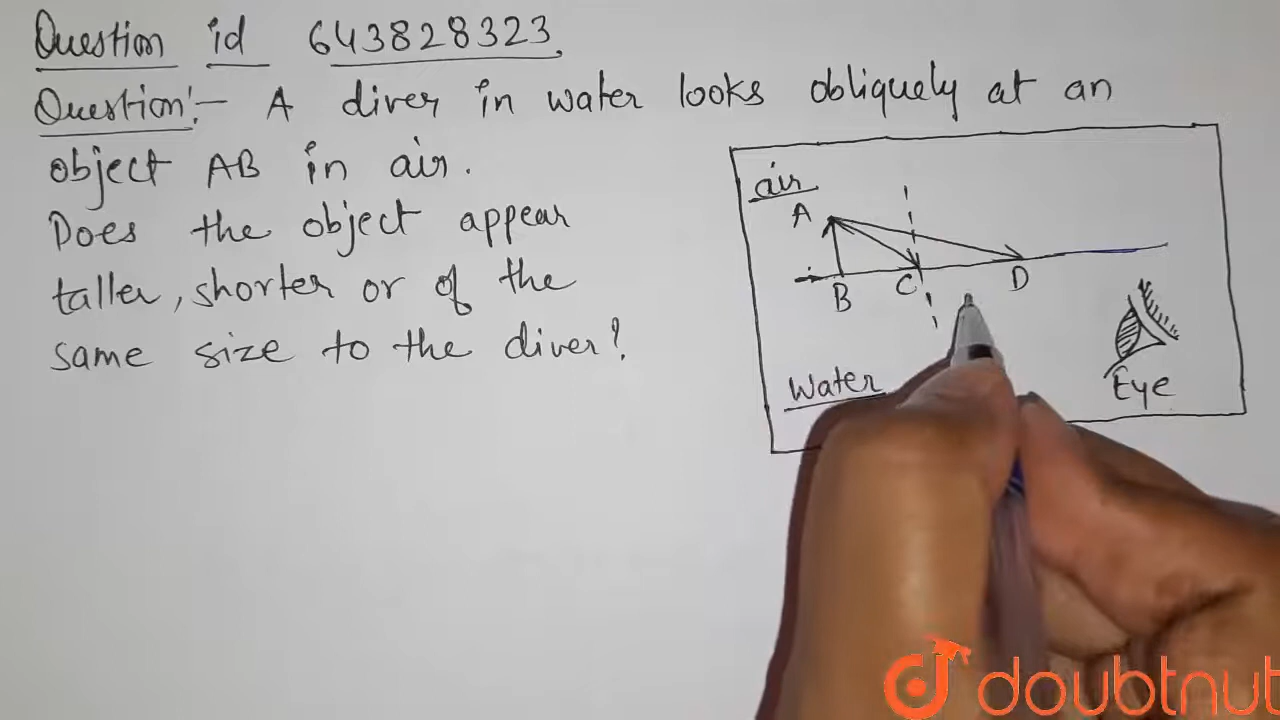 Question id 643828323.
Question:- A diver in water looks obliquely at an
object AB in air.
Does the object appear
taller, shorter or of the
same size to the diver?
air
A
B
C
D
Water
Eye
doubtnut